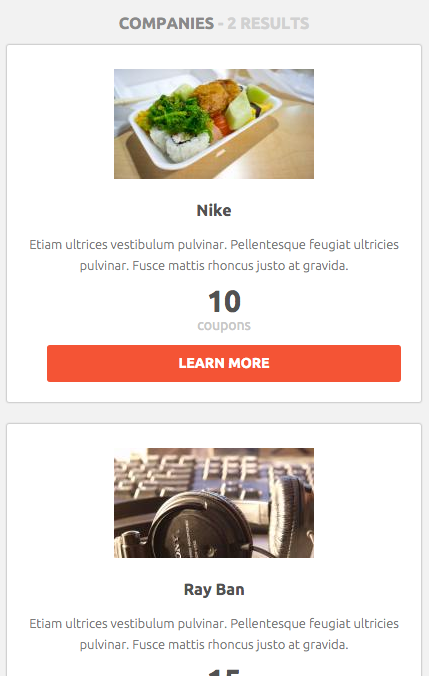 COMPANIES - 2 RESULTS
Nike
Etiam ultrices vestibulum pulvinar. Pellentesque feugiat ultricies
pulvinar. Fusce mattis rhoncus justo at gravida.
10
coupons
LEARN MORE
Ray Ban
Etiam ultrices vestibulum pulvinar. Pellentesque feugiat ultricies
pulvinar. Fusce mattis rhoncus justo at gravida.
15